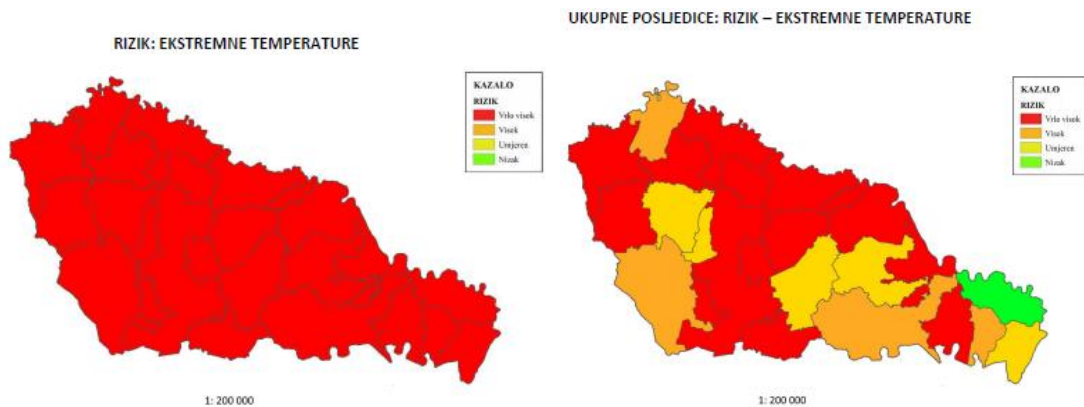 RIZIK: EKSTREMNE TEMPERATURE
KAZALO
RIZIK
Vrlo visok
Visok
Umjeren
Nizak
1: 200 000
UKUPNE POSLJEDICE: RIZIK – EKSTREMNE TEMPERATURE
KAZALO
RIZIK
Vrlo visok
Visok
Umjeren
Nizak
1: 200 000